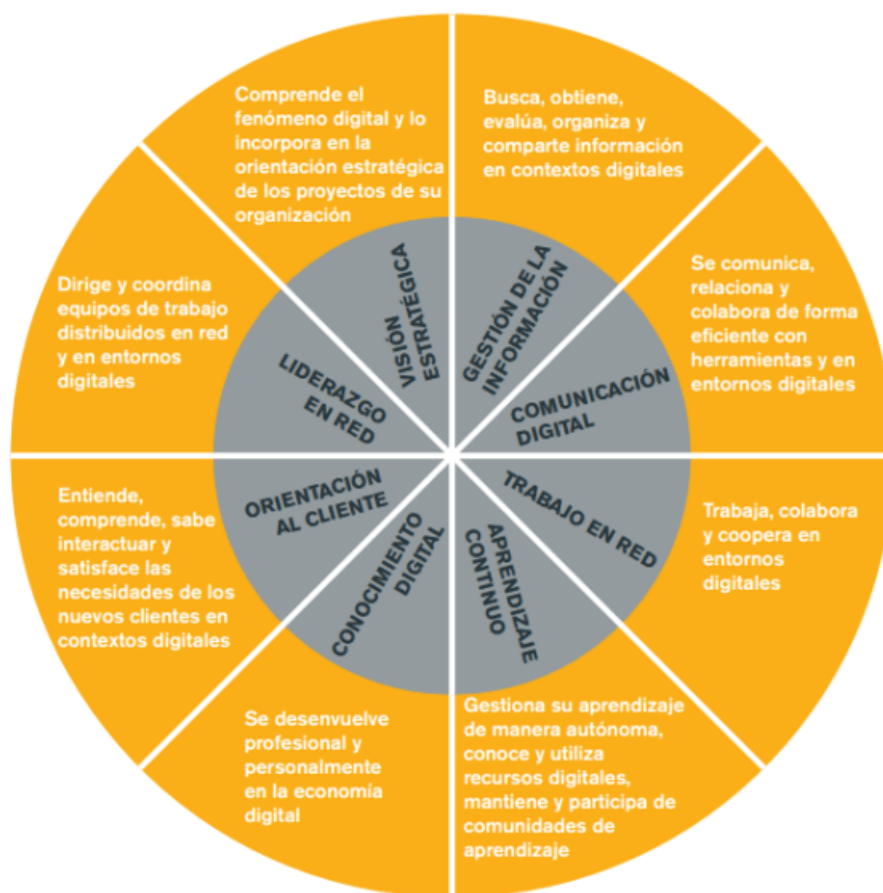 Busca, obtiene,
evalúa, organiza y
comparte información
en contextos digitales
GESTIÓN DE LA
INFORMACIÓN
Se comunica,
relaciona y
colabora de forma
eficiente con
herramientas y en
entornos digitales
COMUNICACIÓN
DIGITAL
Trabaja, colabora
y coopera en
entornos
digitales
TRABAJO EN RED
Gestiona su aprendizaje
de manera autónoma,
conoce y utiliza
recursos digitales,
mantiene y participa de
comunidades de
aprendizaje
APRENDIZAJE
CONTINUO
Se desenvuelve
profesional y
personalmente
en la economía
digital
CONOCIMIENTO
DIGITAL
Entiende,
comprende, sabe
interactuar y
satisface las
necesidades de los
nuevos clientes en
contextos digitales
ORIENTACIÓN
AL CLIENTE
Dirige y coordina
equipos de trabajo
distribuidos en red
y en entornos
digitales
LIDERAZGO
EN RED
Comprende el
fenómeno digital y lo
incorpora en la
orientación estratégica
de los proyectos de su
organización
VISIÓN
ESTRATÉGICA